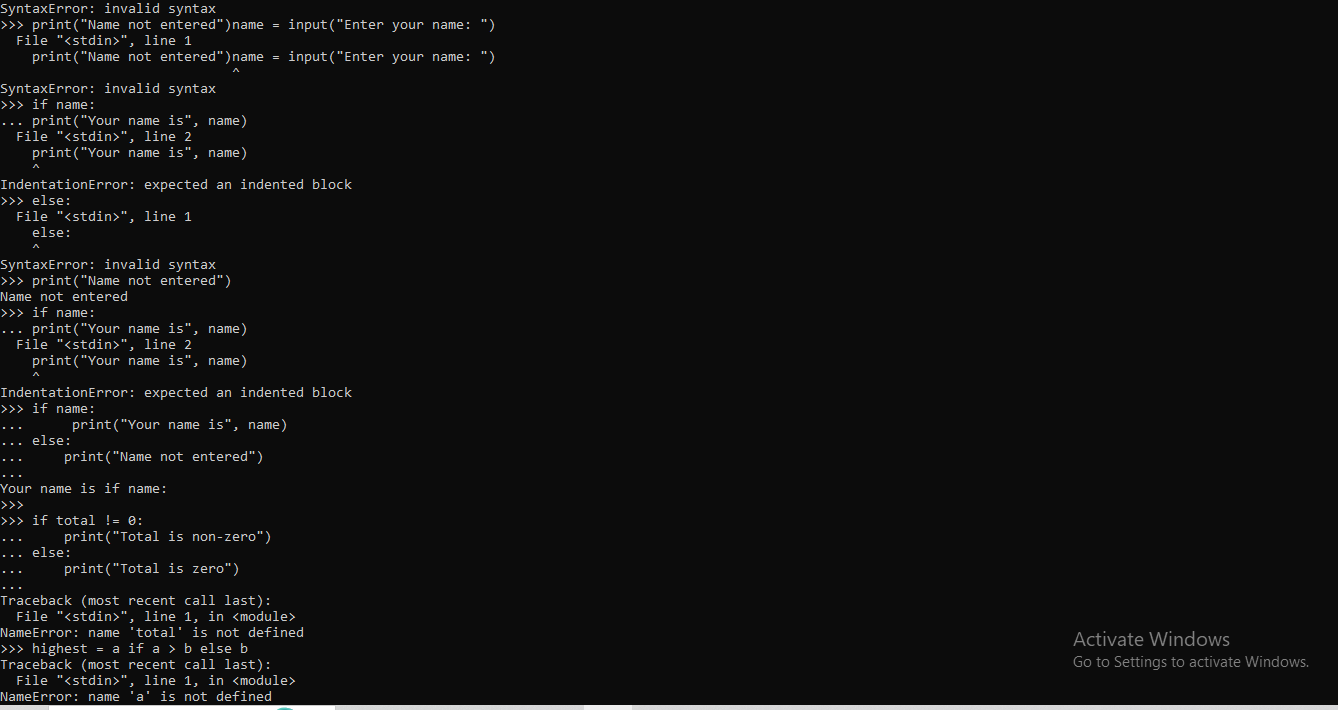 SyntaxError: invalid syntax
>>> print("Name not entered")name = input("Enter your name: ")
  File "<stdin>", line 1
    print("Name not entered")name = input("Enter your name: ")
                             ^
SyntaxError: invalid syntax
>>> if name:
... print("Your name is", name)
  File "<stdin>", line 2
    print("Your name is", name)
    ^
IndentationError: expected an indented block
>>> else:
  File "<stdin>", line 1
    else:
    ^
SyntaxError: invalid syntax
>>> print("Name not entered")
Name not entered
>>> if name:
... print("Your name is", name)
  File "<stdin>", line 2
    print("Your name is", name)
    ^
IndentationError: expected an indented block
>>> if name:
...      print("Your name is", name)
... else:
...     print("Name not entered")
...
Your name is if name:
>>>
>>> if total != 0:
...     print("Total is non-zero")
... else:
...     print("Total is zero")
...
Traceback (most recent call last):
  File "<stdin>", line 1, in <module>
NameError: name 'total' is not defined
>>> highest = a if a > b else b
Traceback (most recent call last):
  File "<stdin>", line 1, in <module>
NameError: name 'a' is not defined
Activate Windows
Go to Settings to activate Windows.